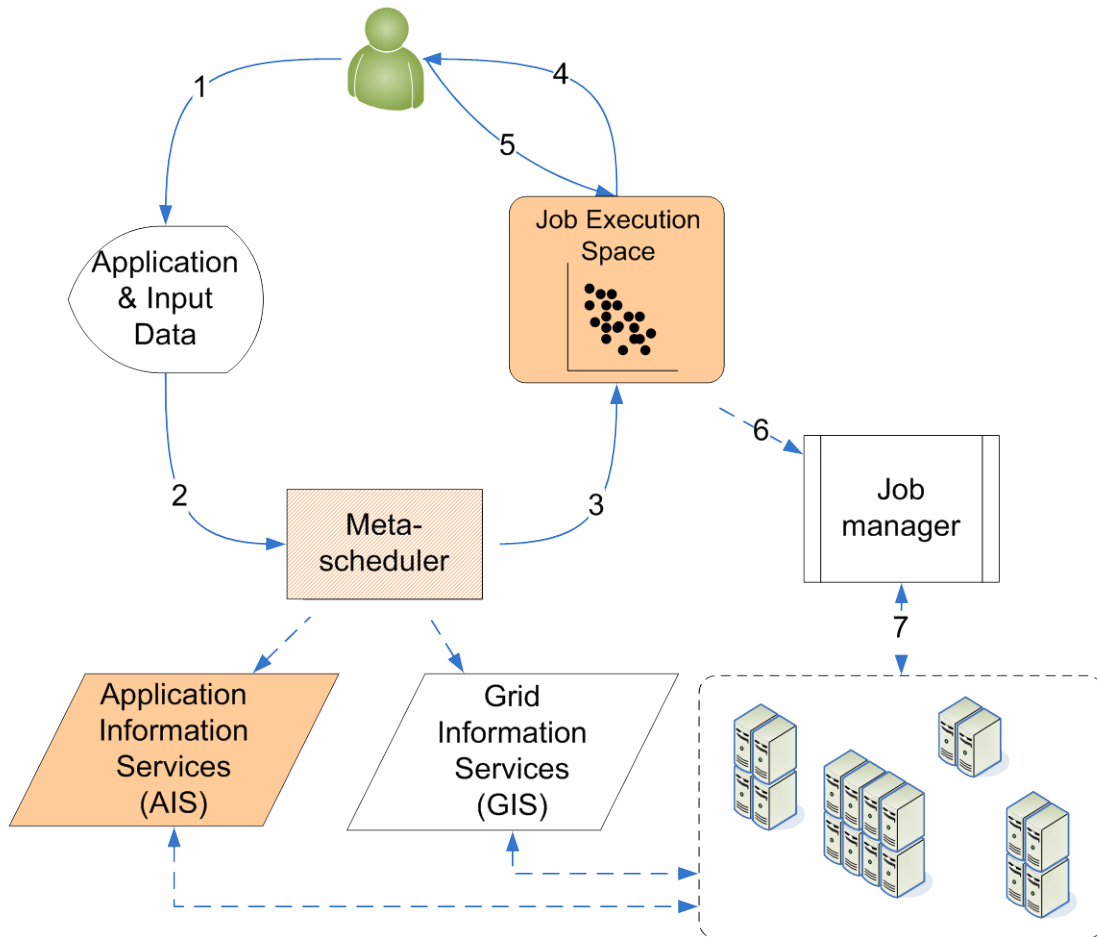 1
4
5
Job Execution
Space
Application
& Input
Data
6
2
3
Job
manager
Meta-
scheduler
7
Application
Information
Services
(AIS)
Grid
Information
Services
(GIS)